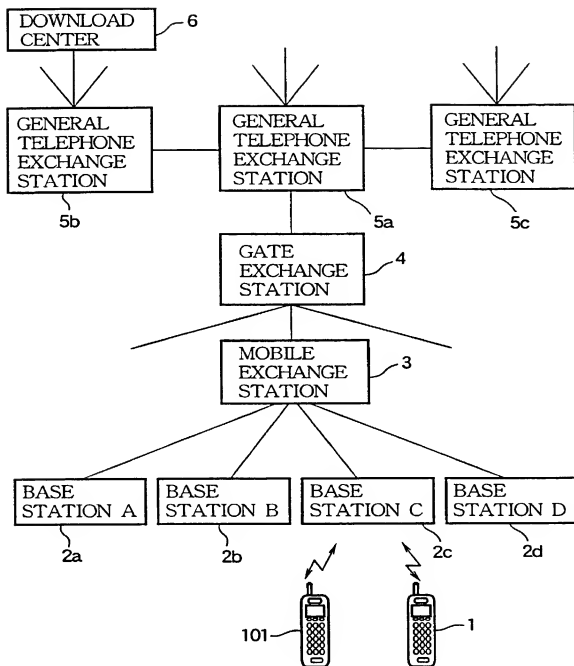 DOWNLOAD
CENTER
6
GENERAL
TELEPHONE
EXCHANGE
STATION
5b
GENERAL
TELEPHONE
EXCHANGE
STATION
5a
GENERAL
TELEPHONE
EXCHANGE
STATION
5c
GATE
EXCHANGE
STATION
4
MOBILE
EXCHANGE
STATION
3
BASE
STATION A
2a
BASE
STATION B
2b
BASE
STATION C
2c
BASE
STATION D
2d
101
1